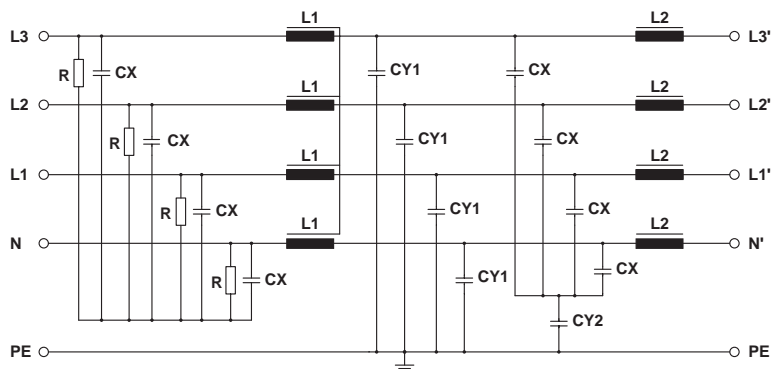 L1 L2
L3 L3'
R CX CY1 CX
L1 L2
L2 L2'
R CX CY1 CX
L1 L2
L1 L1'
R CX CY1 CX
L1 L2
N N'
R CX CY1 CX
CY2
PE PE